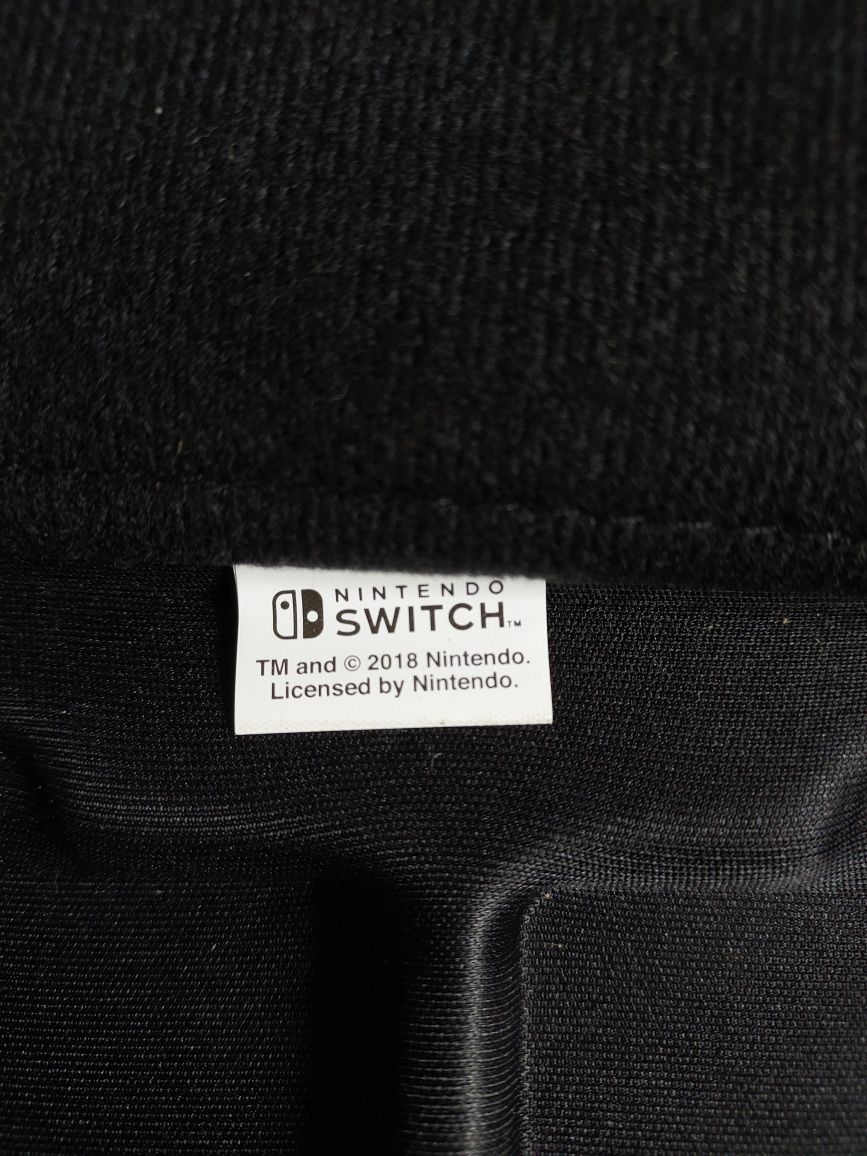 NINTENDO
SWITCH™
TM and © 2018 Nintendo.
Licensed by Nintendo.